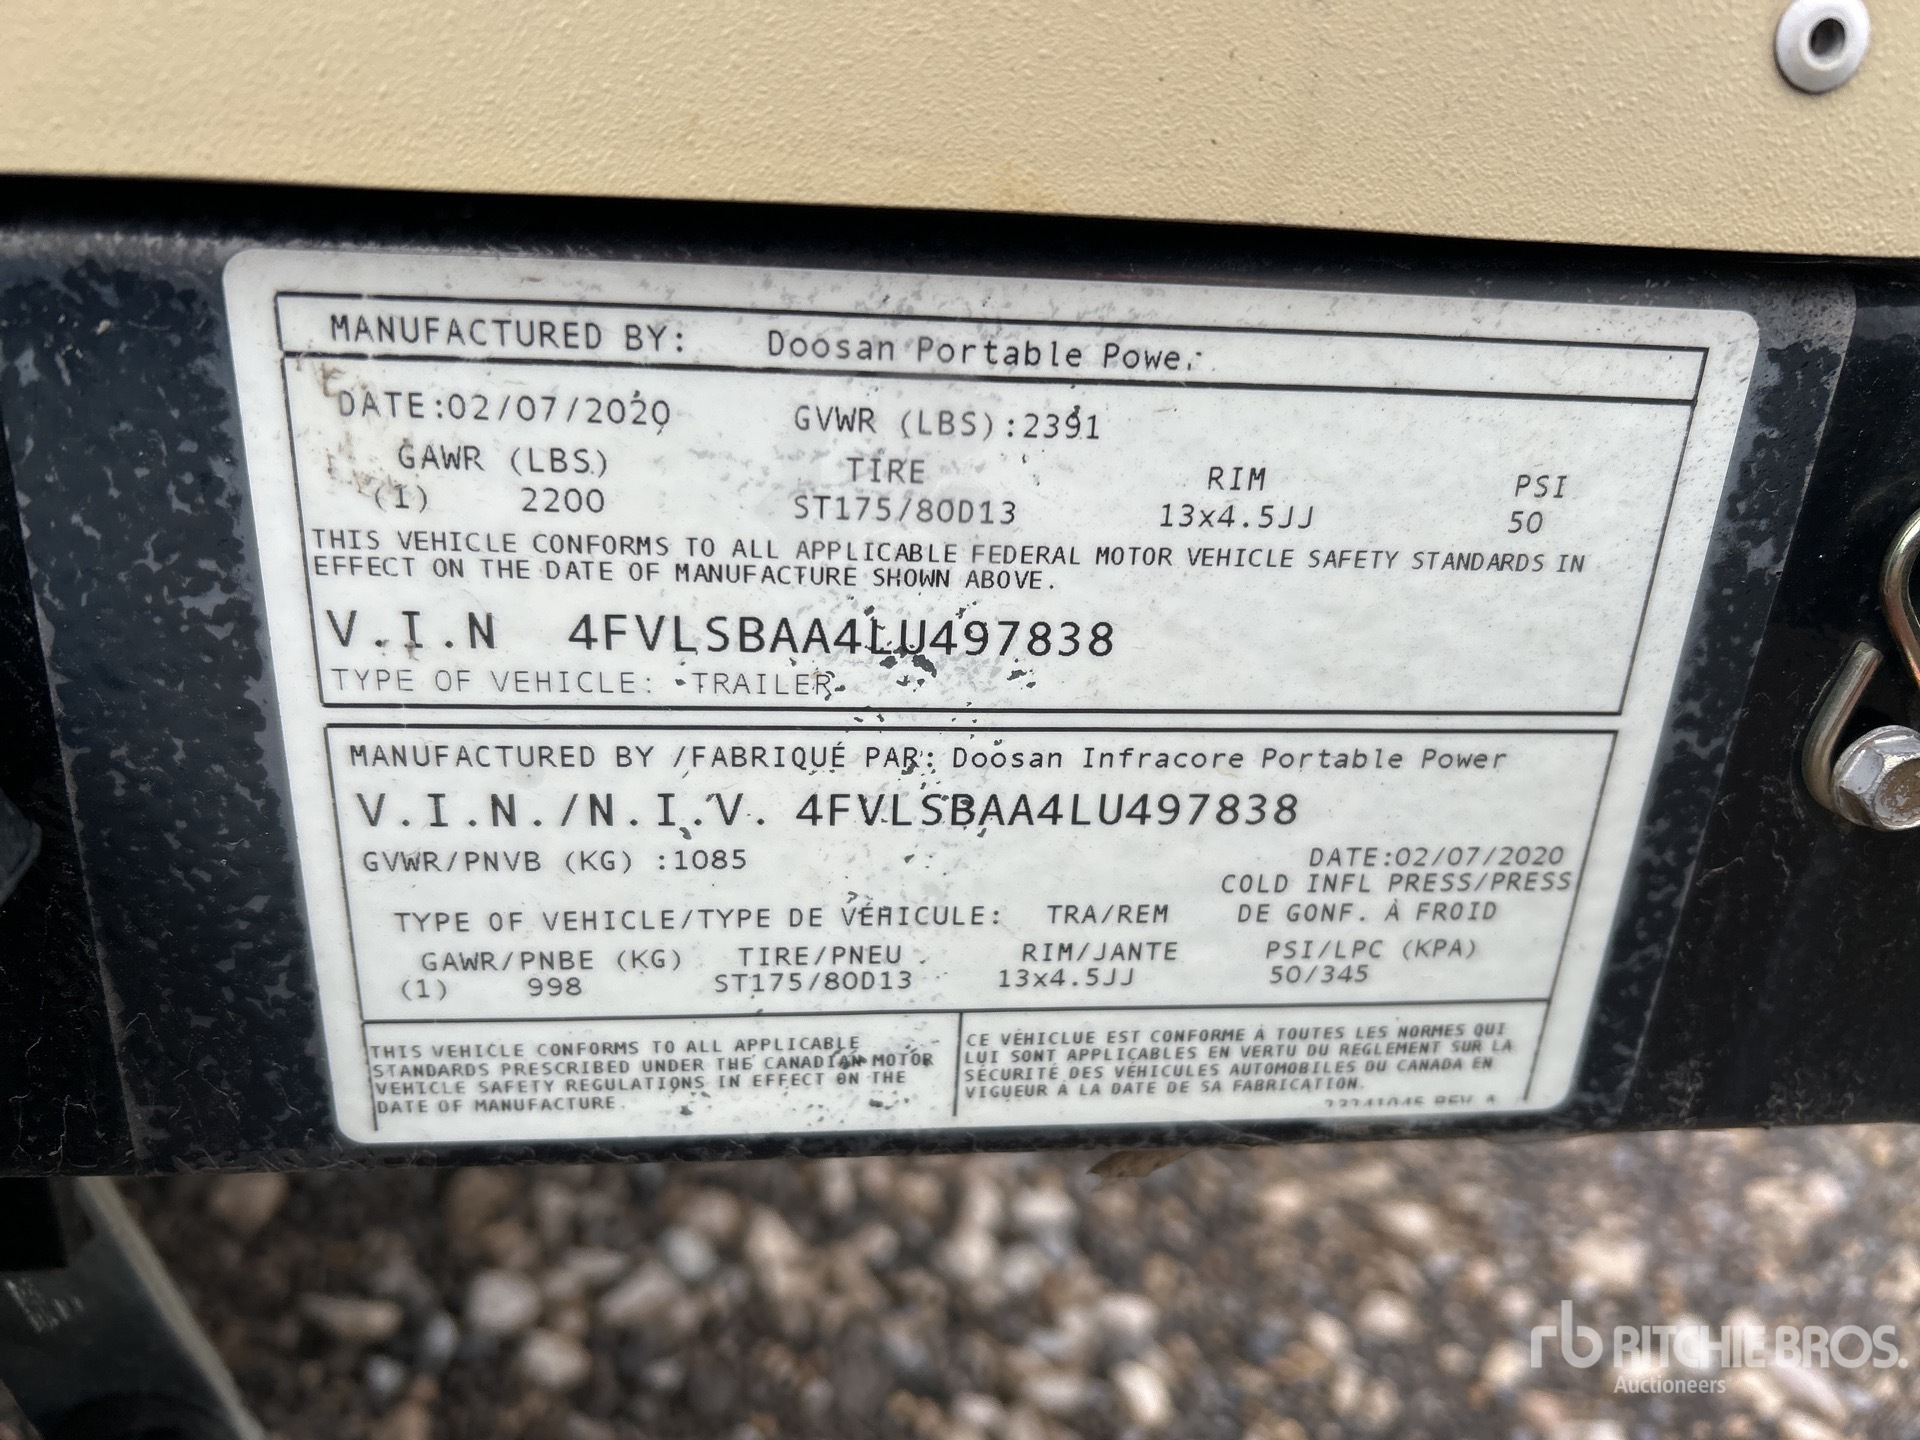 MANUFACTURED BY: Doosan Portable Power
DATE:02/07/2020 GVWR (LBS):2391
GAWR (LBS) TIRE RIM PSI
(1) 2200 ST175/80D13 13x4.5JJ 50
THIS VEHICLE CONFORMS TO ALL APPLICABLE FEDERAL MOTOR VEHICLE SAFETY STANDARDS IN
EFFECT ON THE DATE OF MANUFACTURE SHOWN ABOVE.
V.I.N 4FVLSBAA4LU497838
TYPE OF VEHICLE: TRAILER
MANUFACTURED BY /FABRIQUÉ PAR: Doosan Infracore Portable Power
V.I.N./N.I.V. 4FVLSBAA4LU497838
GVWR/PNVB (KG) :1085 DATE:02/07/2020
COLD INFL PRESS/PRESS
TYPE OF VEHICLE/TYPE DE VÉHICULE: TRA/REM DE GONF. À FROID
GAWR/PNBE (KG) TIRE/PNEU RIM/JANTE PSI/LPC (KPA)
(1) 998 ST175/80D13 13x4.5JJ 50/345
THIS VEHICLE CONFORMS TO ALL APPLICABLE
STANDARDS PRESCRIBED UNDER THE CANADIAN MOTOR
VEHICLE SAFETY REGULATIONS IN EFFECT ON THE
DATE OF MANUFACTURE.
CE VÉHICLUE EST CONFORME À TOUTES LES NORMES QUI
LUI SONT APPLICABLES EN VERTU DU RÈGLEMENT SUR LA
SÉCURITÉ DES VÉHICULES AUTOMOBILES DU CANADA EN
VIGUEUR À LA DATE DE SA FABRICATION.
REV A
rb RITCHIE BROS.
Auctioneers